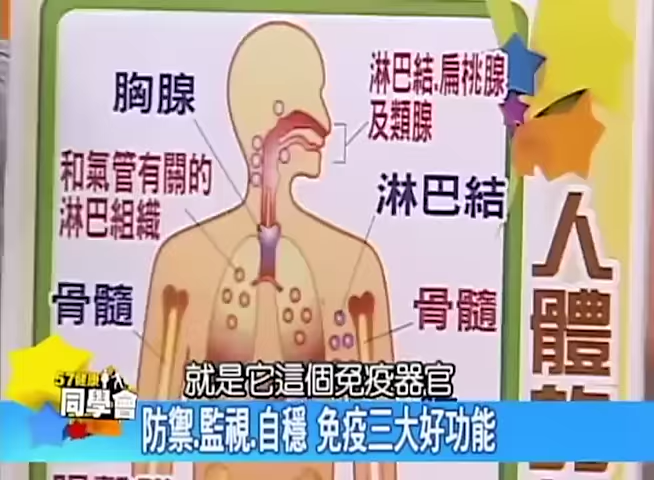 淋巴結.扁桃腺
及類腺
胸腺
和氣管有關的
淋巴組織
淋巴結
骨髓
骨髓
人體
就是它這個免疫器官
57健康
同學會
防禦.監視.自穩 免疫三大好功能